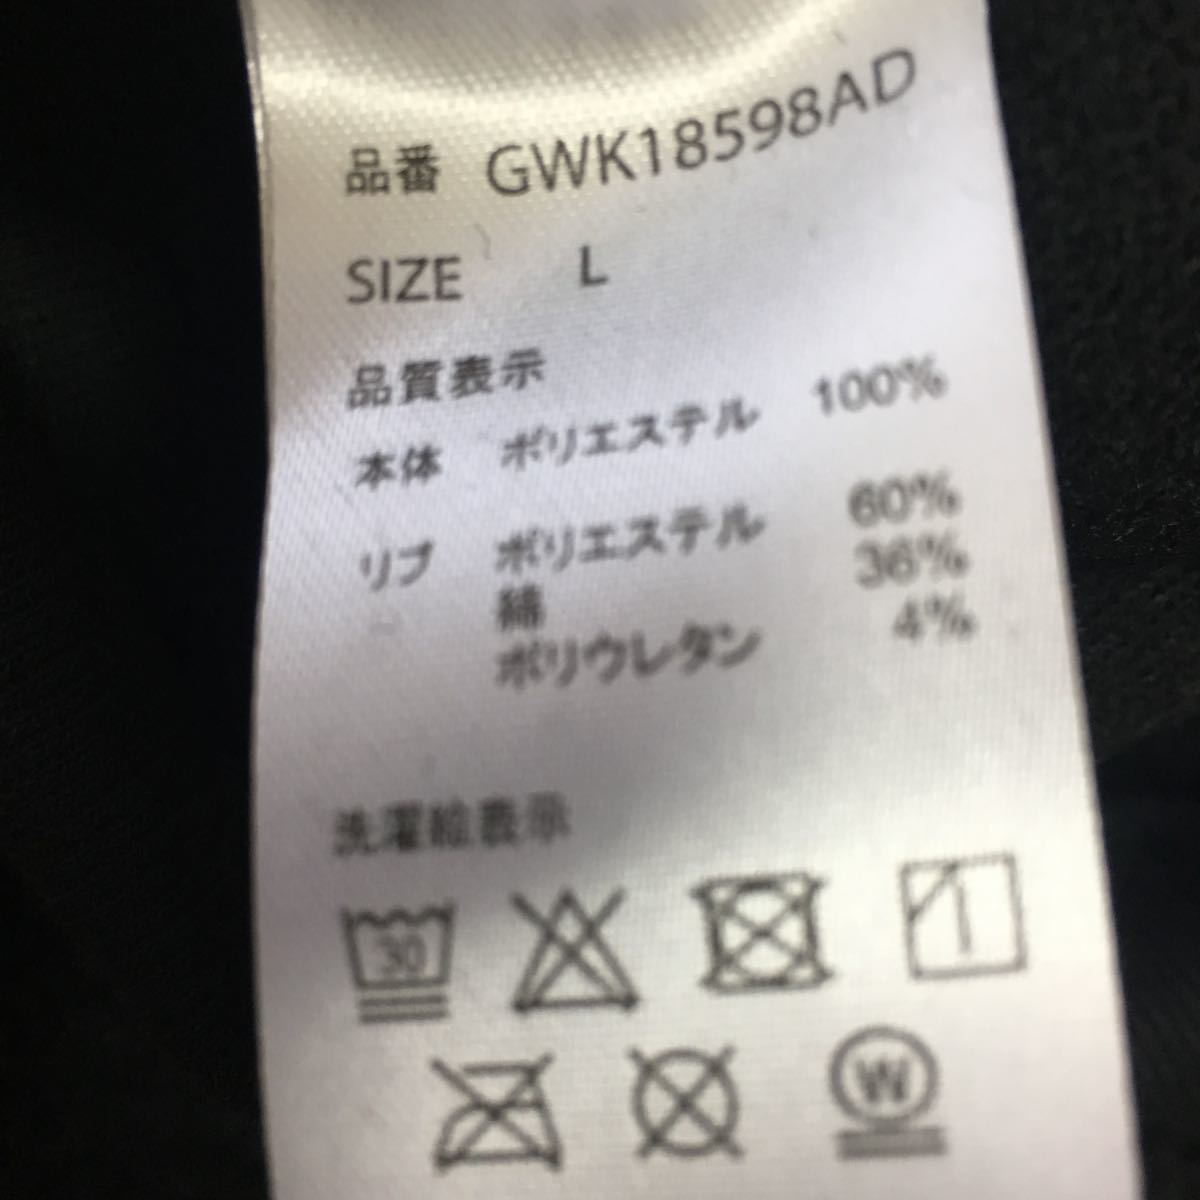 品番 GWK18598AD
SIZE L
品質表示
本体 ポリエステル 100%
リブ ポリエステル 60%
綿 36%
ポリウレタン 4%
洗濯絵表示
30
W